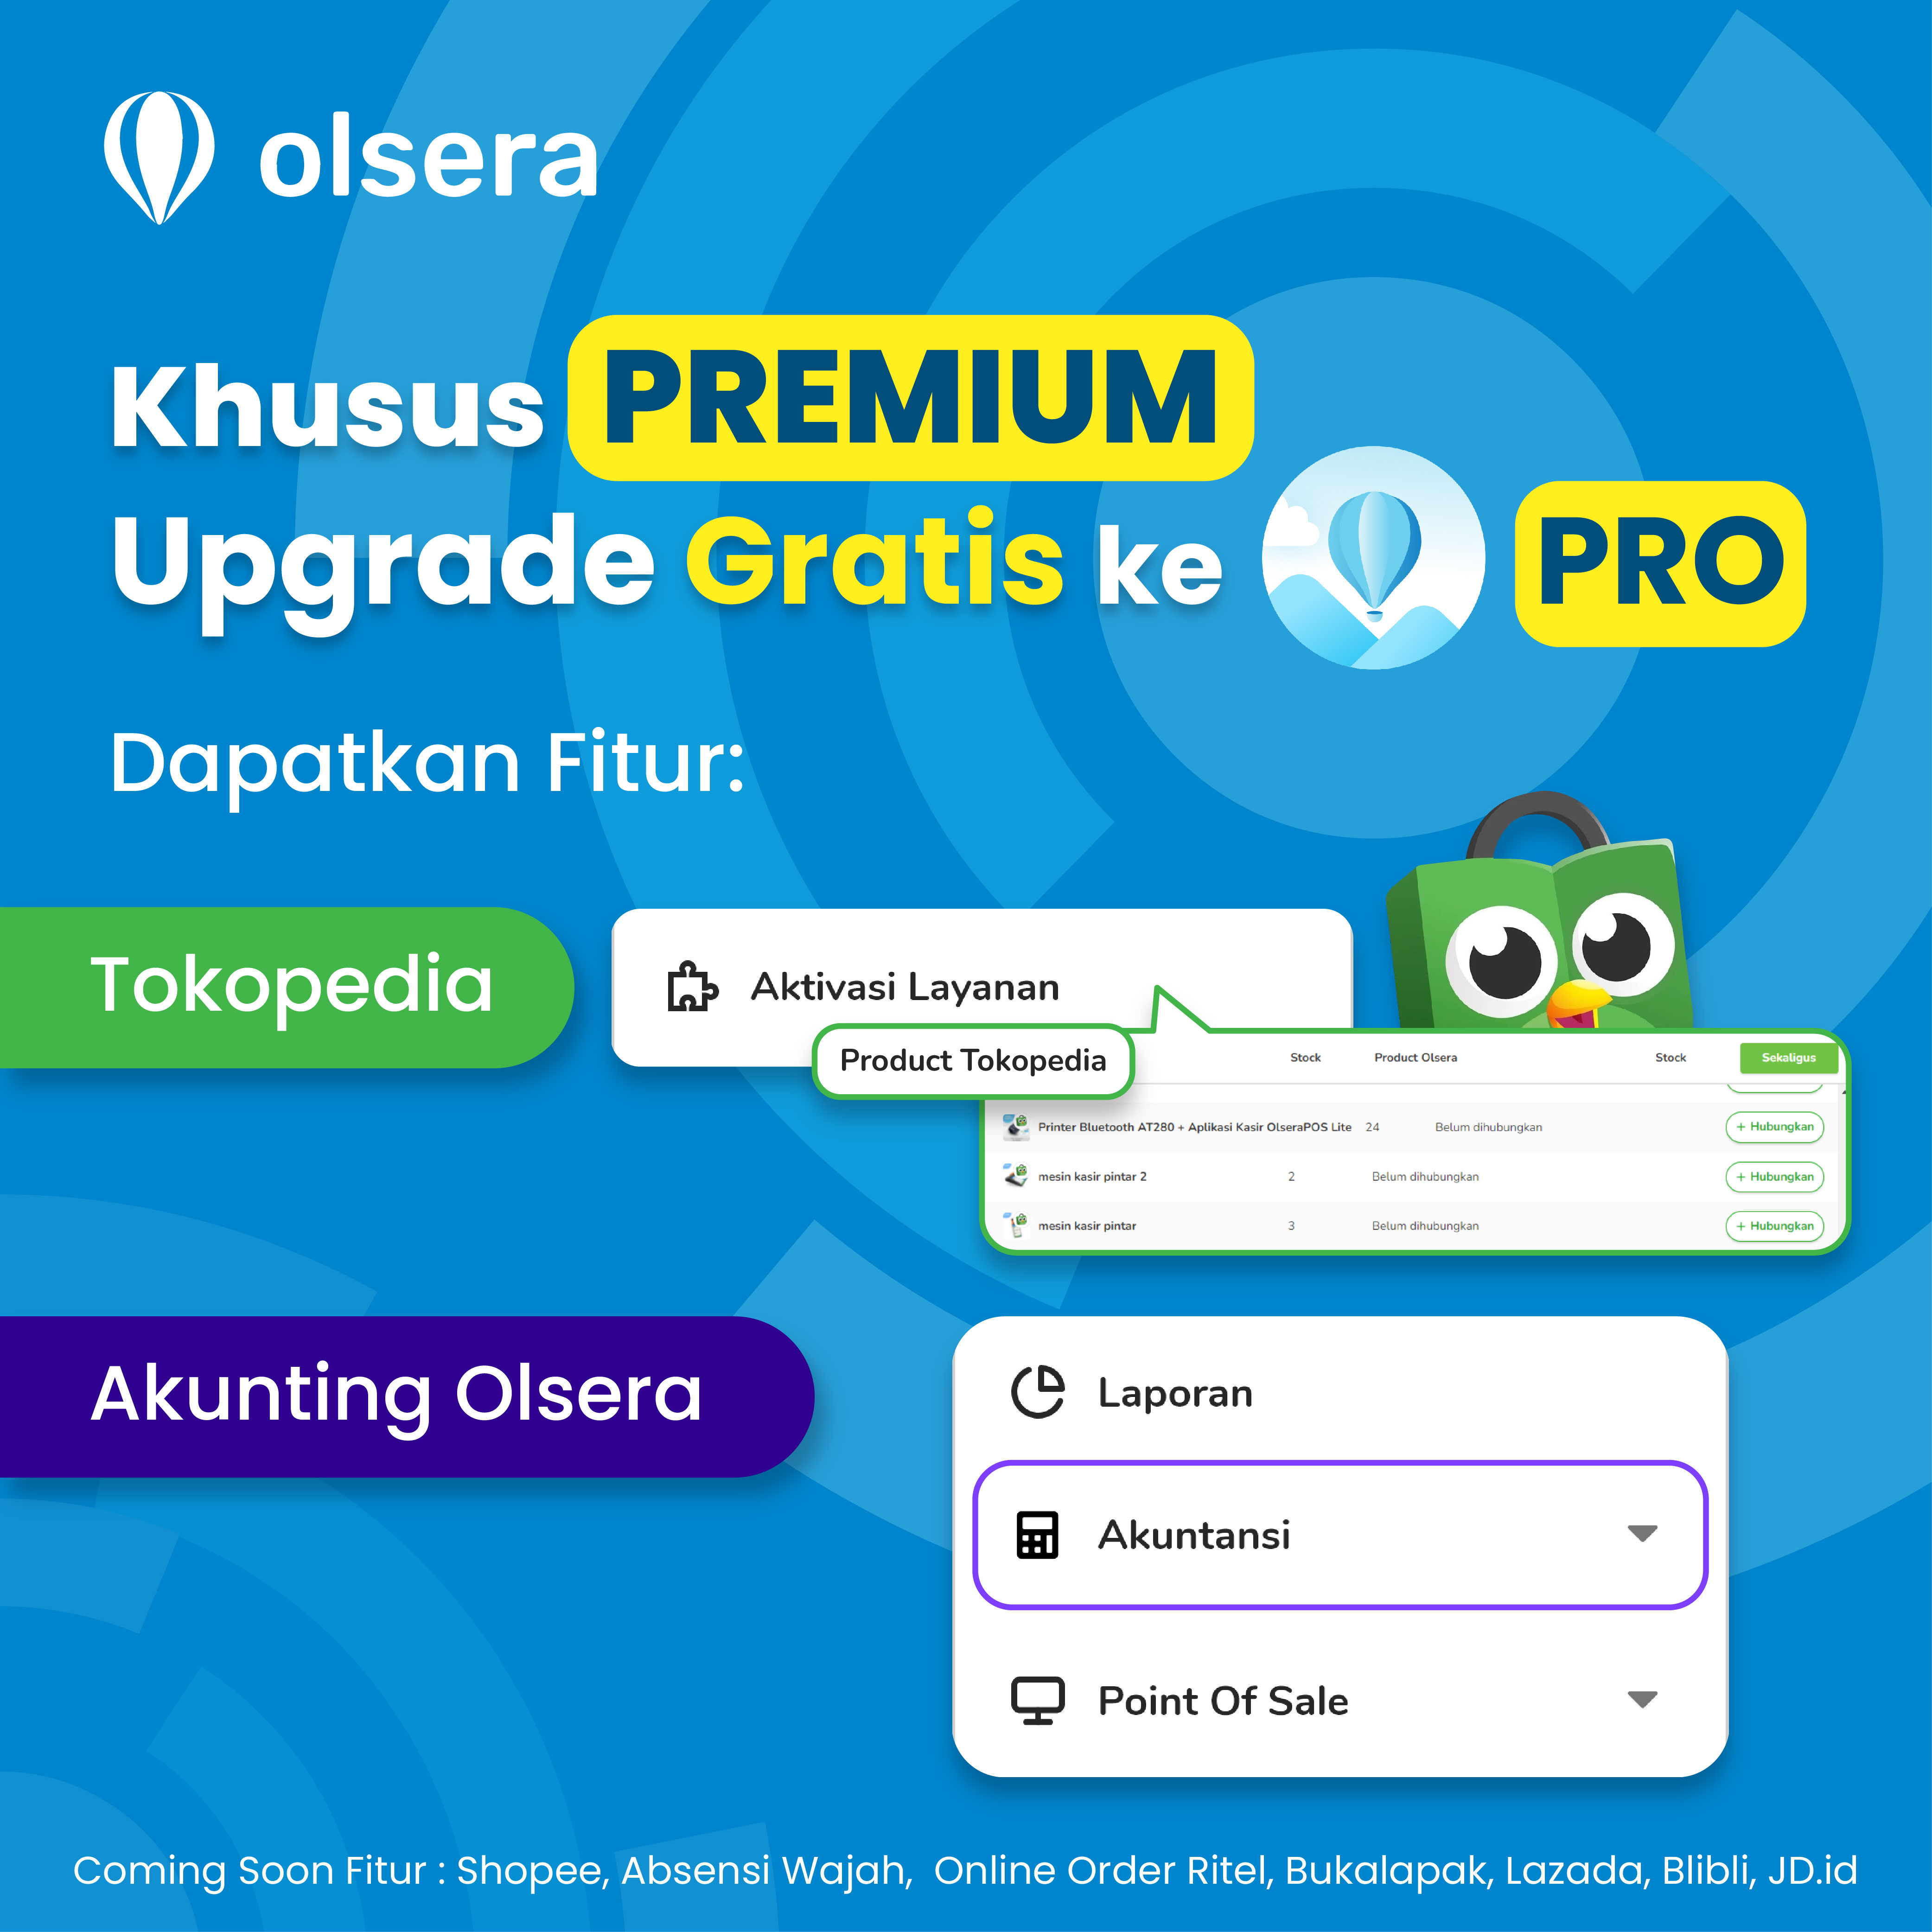 olsera
Khusus PREMIUM
Upgrade Gratis ke PRO
Dapatkan Fitur:
Tokopedia
Aktivasi Layanan
Product Tokopedia Stock Product Olsera Stock Sekaligus
Printer Bluetooth AT280 + Aplikasi Kasir OlseraPOS Lite 24 Belum dihubungkan + Hubungkan
mesin kasir pintar 2 2 Belum dihubungkan + Hubungkan
mesin kasir pintar 3 Belum dihubungkan + Hubungkan
Akunting Olsera
Laporan
Akuntansi
Point Of Sale
Coming Soon Fitur : Shopee, Absensi Wajah, Online Order Ritel, Bukalapak, Lazada, Blibli, JD.id